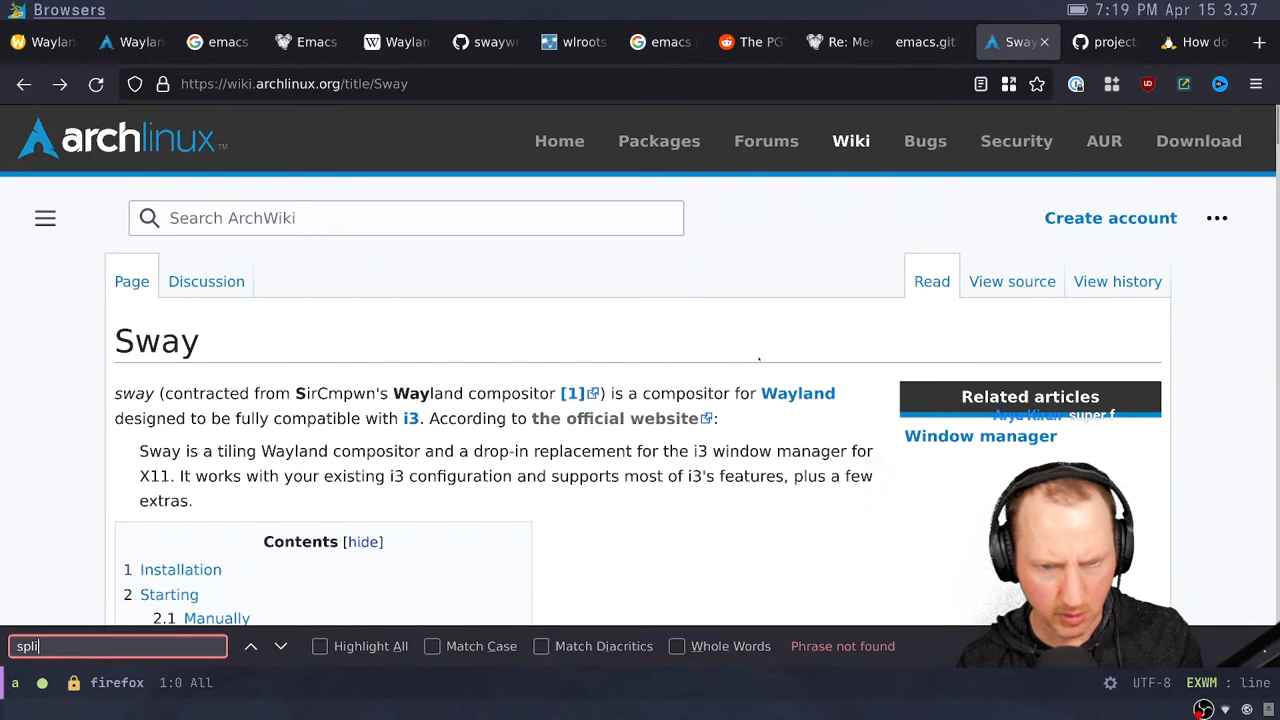 Browsers
7:19 PM Apr 15 3.37
Waylan
Waylan
emacs
Emacs
Waylan
swaywr
wlroots
emacs
The PG
Re: Mer
emacs.git
Sway
project-
How do
https://wiki.archlinux.org/title/Sway
archlinux™
Home Packages Forums Wiki Bugs Security AUR Download
Search ArchWiki
Create account
Page Discussion Read View source View history
Sway
sway (contracted from SirCmpwn's Wayland compositor [1]) is a compositor for Wayland
designed to be fully compatible with i3. According to the official website:
Sway is a tiling Wayland compositor and a drop-in replacement for the i3 window manager for
X11. It works with your existing i3 configuration and supports most of i3's features, plus a few
extras.
Related articles
Arya Kiran super f
Window manager
Contents [hide]
1 Installation
2 Starting
2.1 Manually
spli
Highlight All Match Case Match Diacritics Whole Words Phrase not found
a firefox 1:0 All
UTF-8 EXWM : line